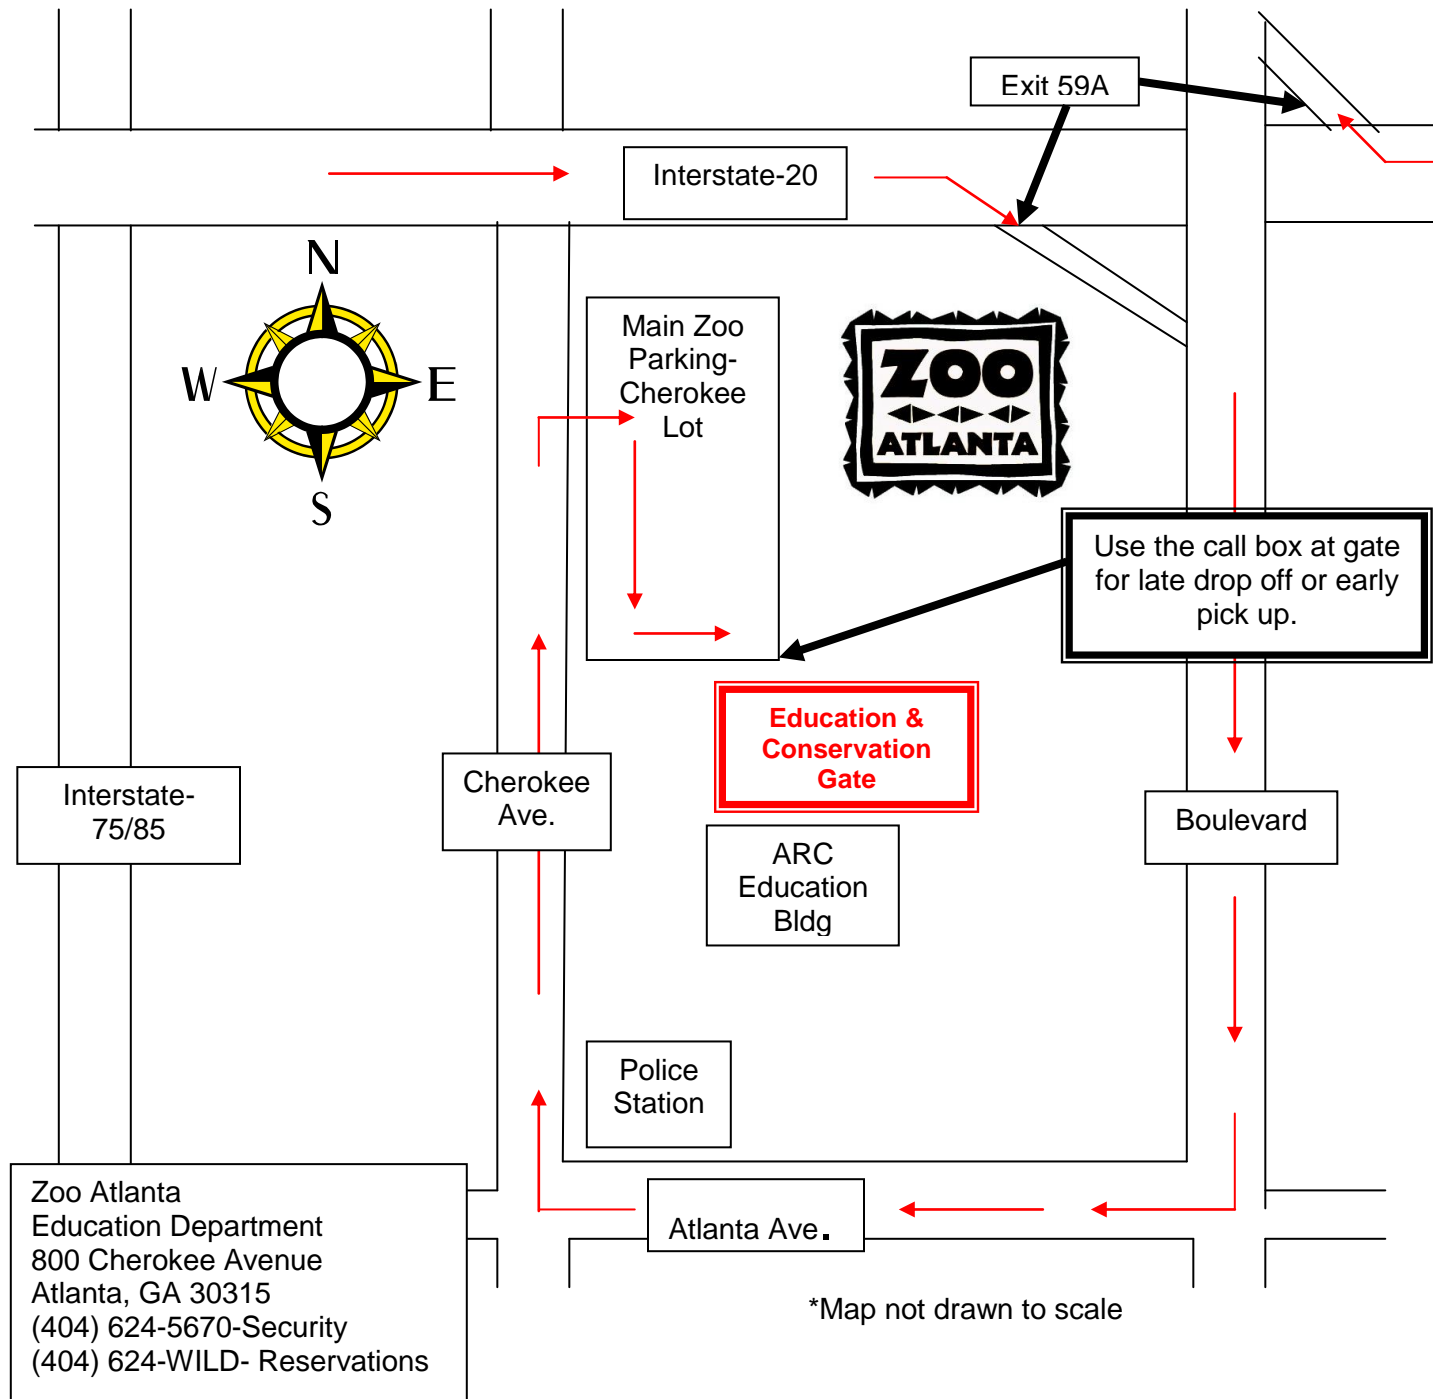 Exit 59A
Interstate-20
N
W
E
S
Main Zoo
Parking-
Cherokee
Lot
ZOO
ATLANTA
Use the call box at gate
for late drop off or early
pick up.
Education &
Conservation
Gate
Interstate-
75/85
Cherokee
Ave.
Boulevard
ARC
Education
Bldg
Police
Station
Atlanta Ave.
Zoo Atlanta
Education Department
800 Cherokee Avenue
Atlanta, GA 30315
(404) 624-5670-Security
(404) 624-WILD- Reservations
*Map not drawn to scale